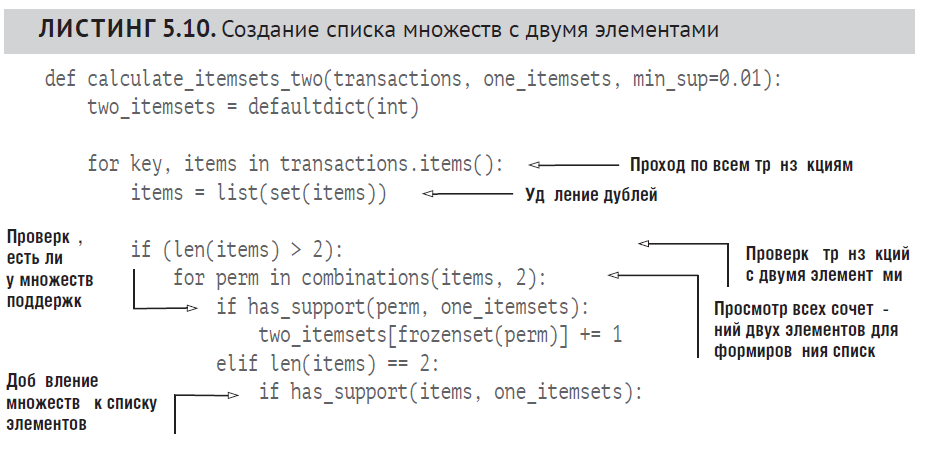 ЛИСТИНГ 5.10. Создание списка множеств с двумя элементами
def calculate_itemsets_two(transactions, one_itemsets, min_sup=0.01):
two_itemsets = defaultdict(int)
for key, items in transactions.items():
Проход по всем тр нз кциям
items = list(set(items))
Уд ление дублей
if (len(items) > 2):
Проверк тр нз кций
с двумя элемент ми
for perm in combinations(items, 2):
Просмотр всех сочет -
ний двух элементов для
формиров ния списк
Проверк ,
есть ли
у множеств
поддержк
if has_support(perm, one_itemsets):
two_itemsets[frozenset(perm)] += 1
elif len(items) == 2:
if has_support(items, one_itemsets):
Доб вление
множеств к списку
элементов